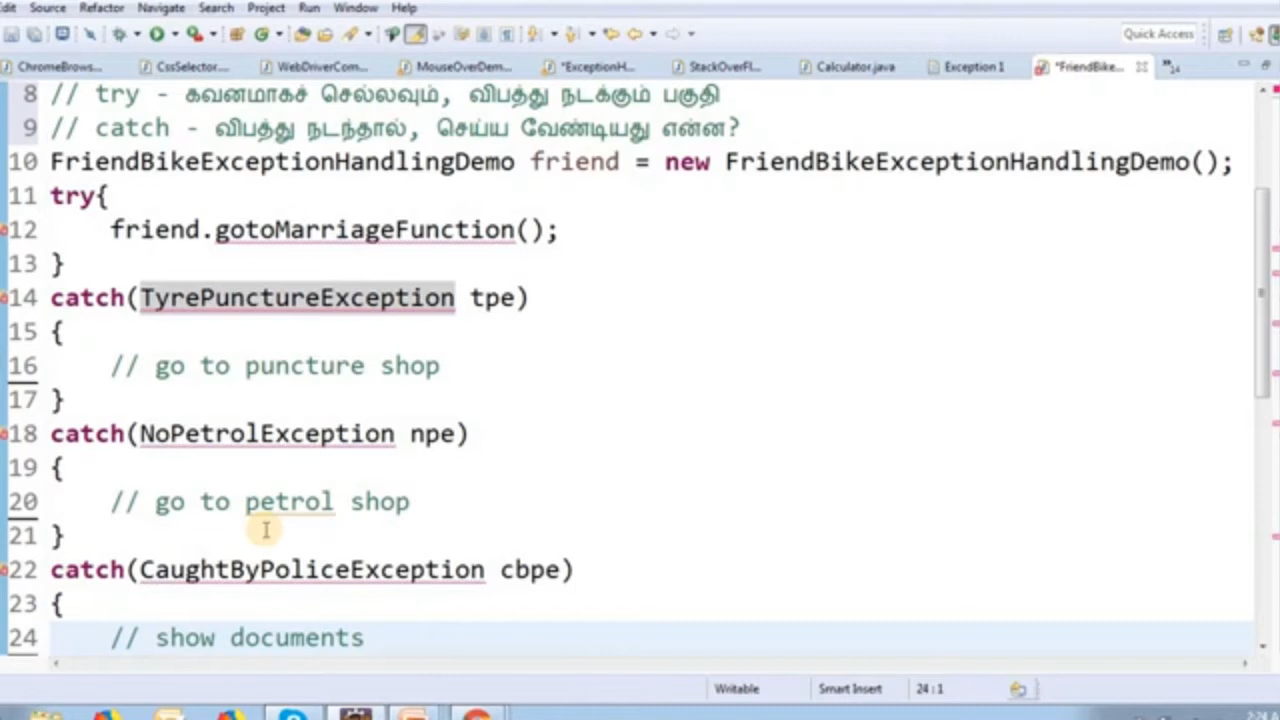 dit Source Refactor Navigate Search Project Run Window Help
Quick Access
ChromeBrows... CssSelector.... WebDriverCom... MouseOverDem... *ExceptionH... StackOverFl... Calculator.java Exception 1 *FriendBike... »14
8 // try - கவனமாகச் செல்லவும், விபத்து நடக்கும் பகுதி
9 // catch - விபத்து நடந்தால், செய்ய வேண்டியது என்ன?
10 FriendBikeExceptionHandlingDemo friend = new FriendBikeExceptionHandlingDemo();
11 try{
12 friend.gotoMarriageFunction();
13 }
14 catch(TyrePunctureException tpe)
15 {
16 // go to puncture shop
17 }
18 catch(NoPetrolException npe)
19 {
20 // go to petrol shop
21 }
22 catch(CaughtByPoliceException cbpe)
23 {
24 // show documents
Writable Smart Insert 24 : 1